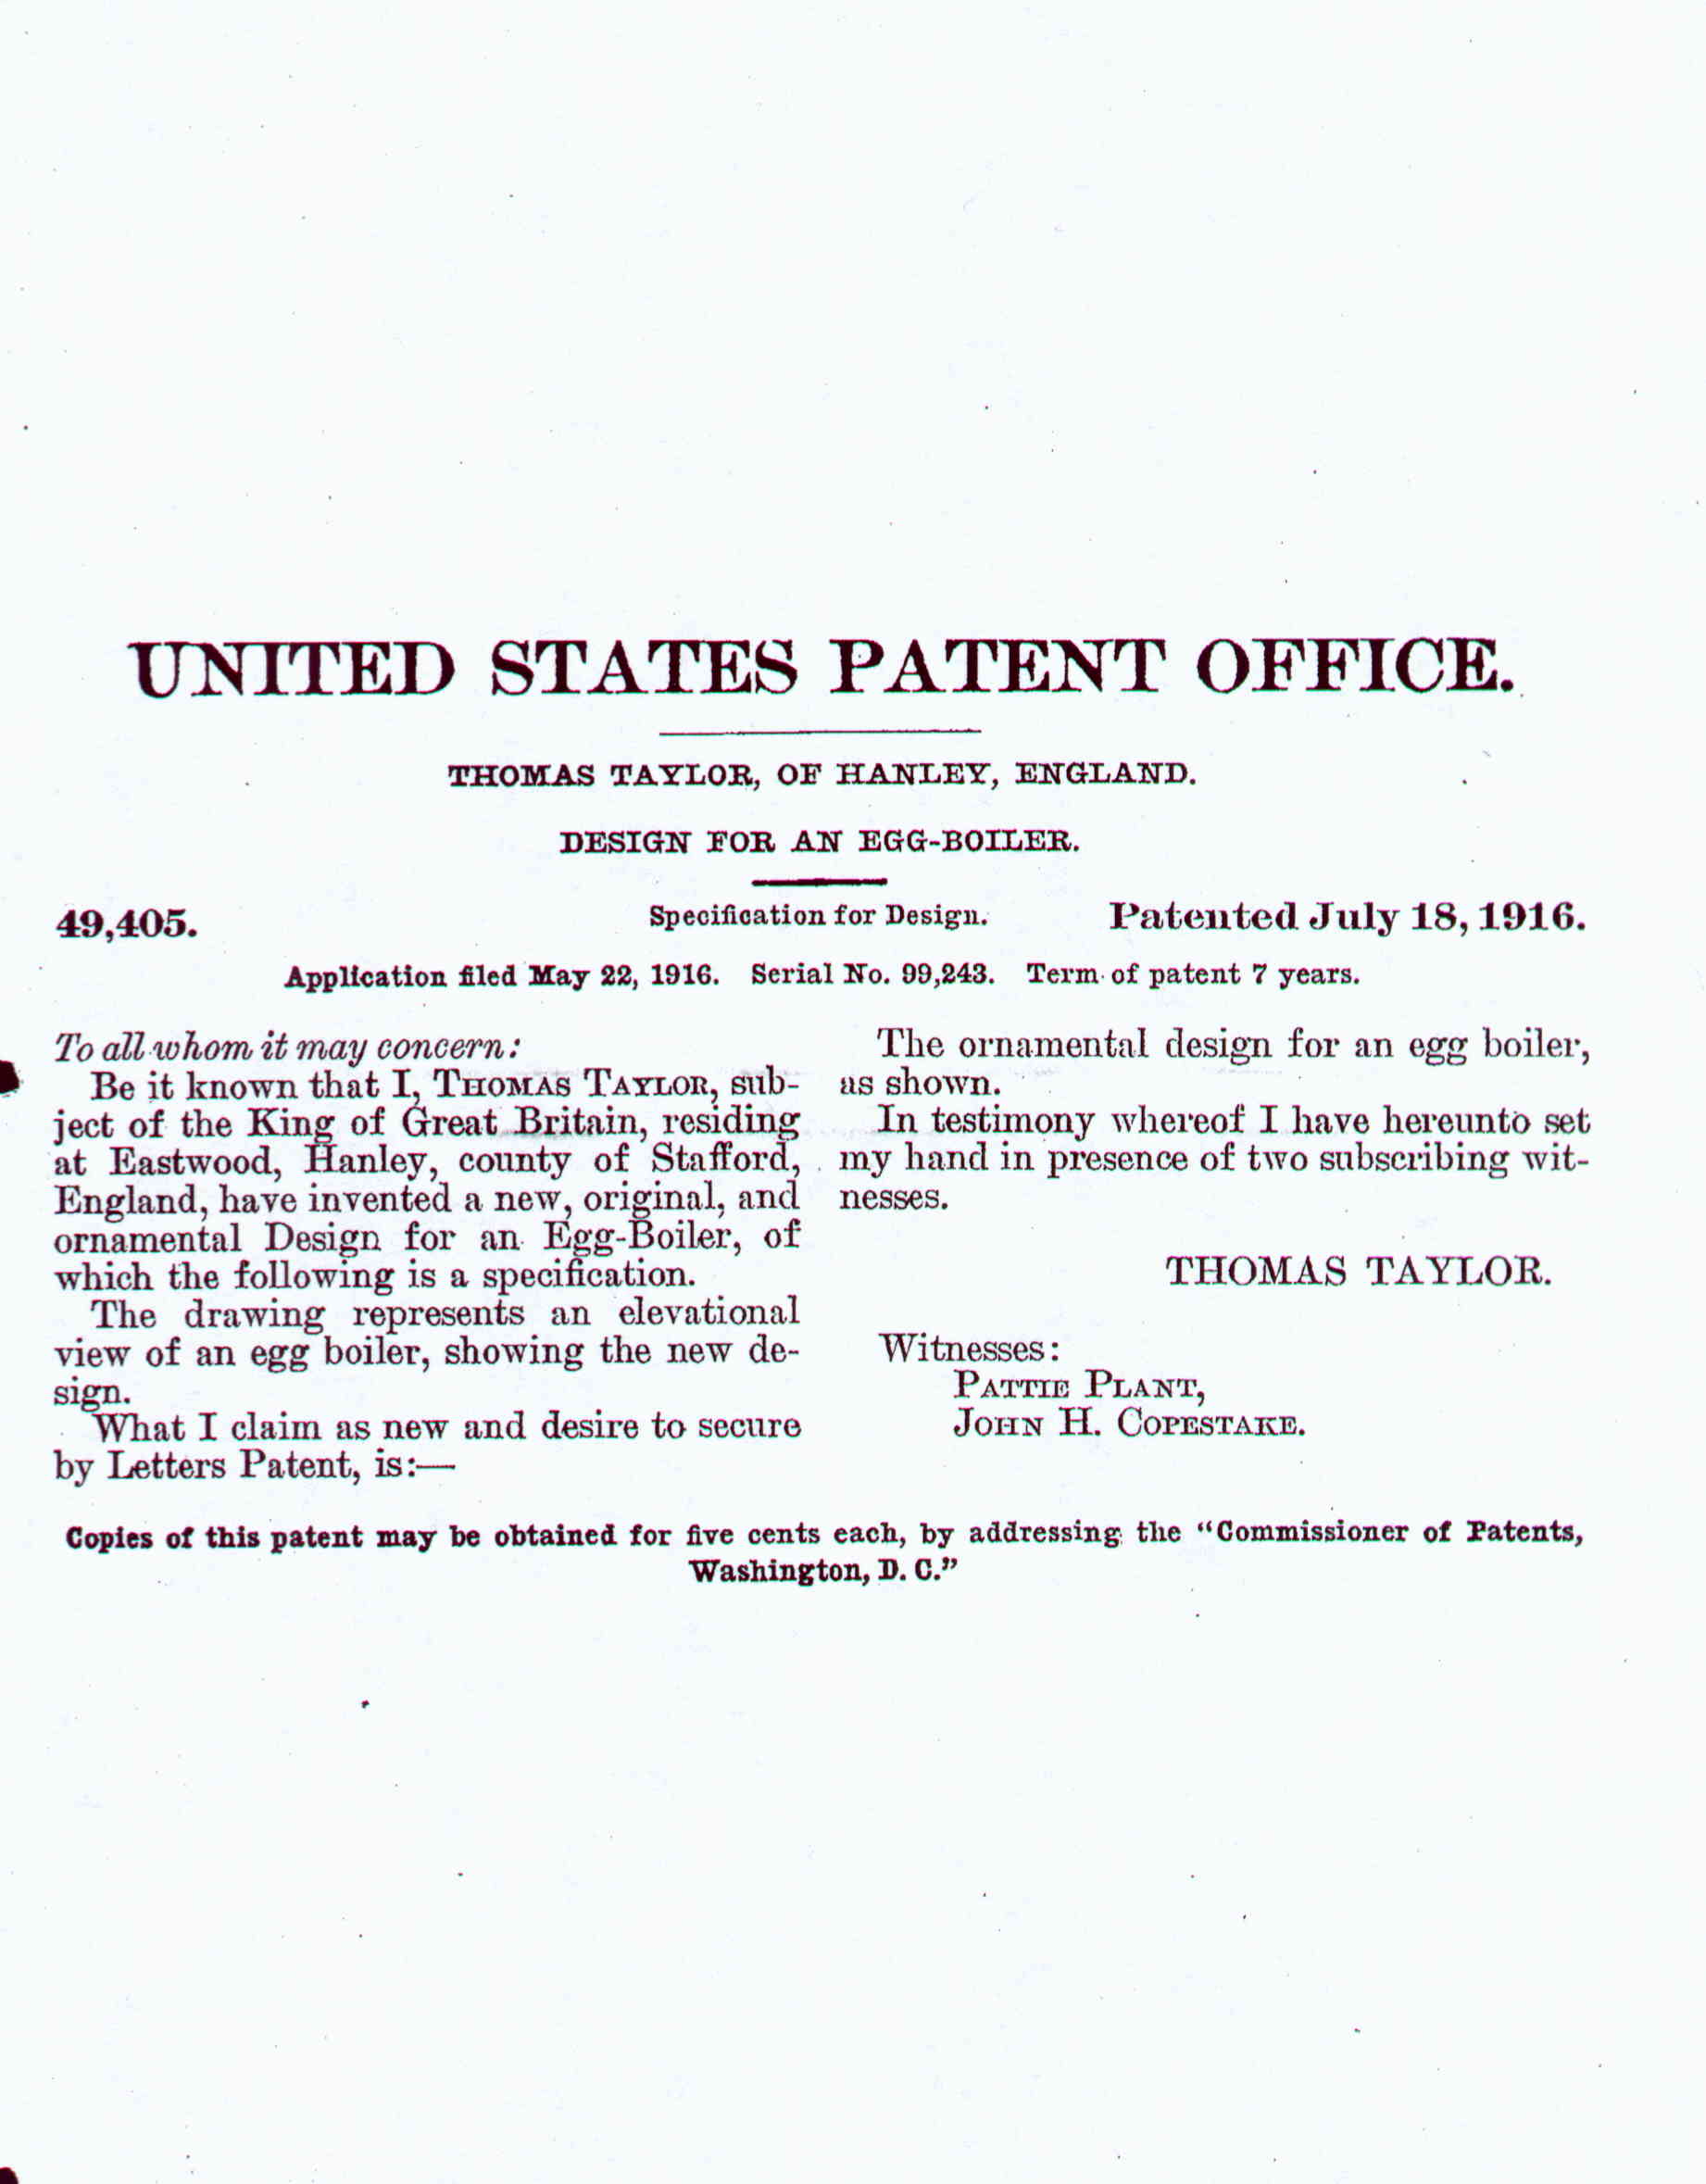 UNITED STATES PATENT OFFICE.
THOMAS TAYLOR, OF HANLEY, ENGLAND.
DESIGN FOR AN EGG-BOILER.
49,405. Specification for Design. Patented July 18, 1916.
Application filed May 22, 1916. Serial No. 99,243. Term of patent 7 years.
To all whom it may concern:
Be it known that I, THOMAS TAYLOR, sub-
ject of the King of Great Britain, residing
at Eastwood, Hanley, county of Stafford,
England, have invented a new, original, and
ornamental Design for an Egg-Boiler, of
which the following is a specification.
The drawing represents an elevational
view of an egg boiler, showing the new de-
sign.
What I claim as new and desire to secure
by Letters Patent, is:—
The ornamental design for an egg boiler,
as shown.
In testimony whereof I have hereunto set
my hand in presence of two subscribing wit-
nesses.
THOMAS TAYLOR.
Witnesses:
PATTIE PLANT,
JOHN H. COPESTAKE.
Copies of this patent may be obtained for five cents each, by addressing the “Commissioner of Patents,
Washington, D. C.”